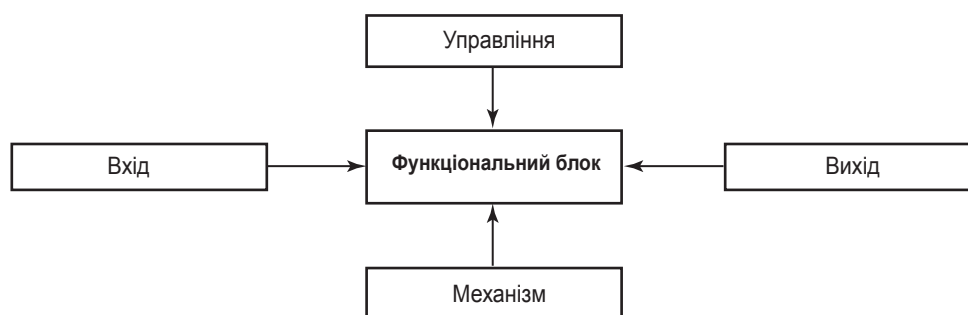 Управління
Вхід
Функціональний блок
Вихід
Механізм